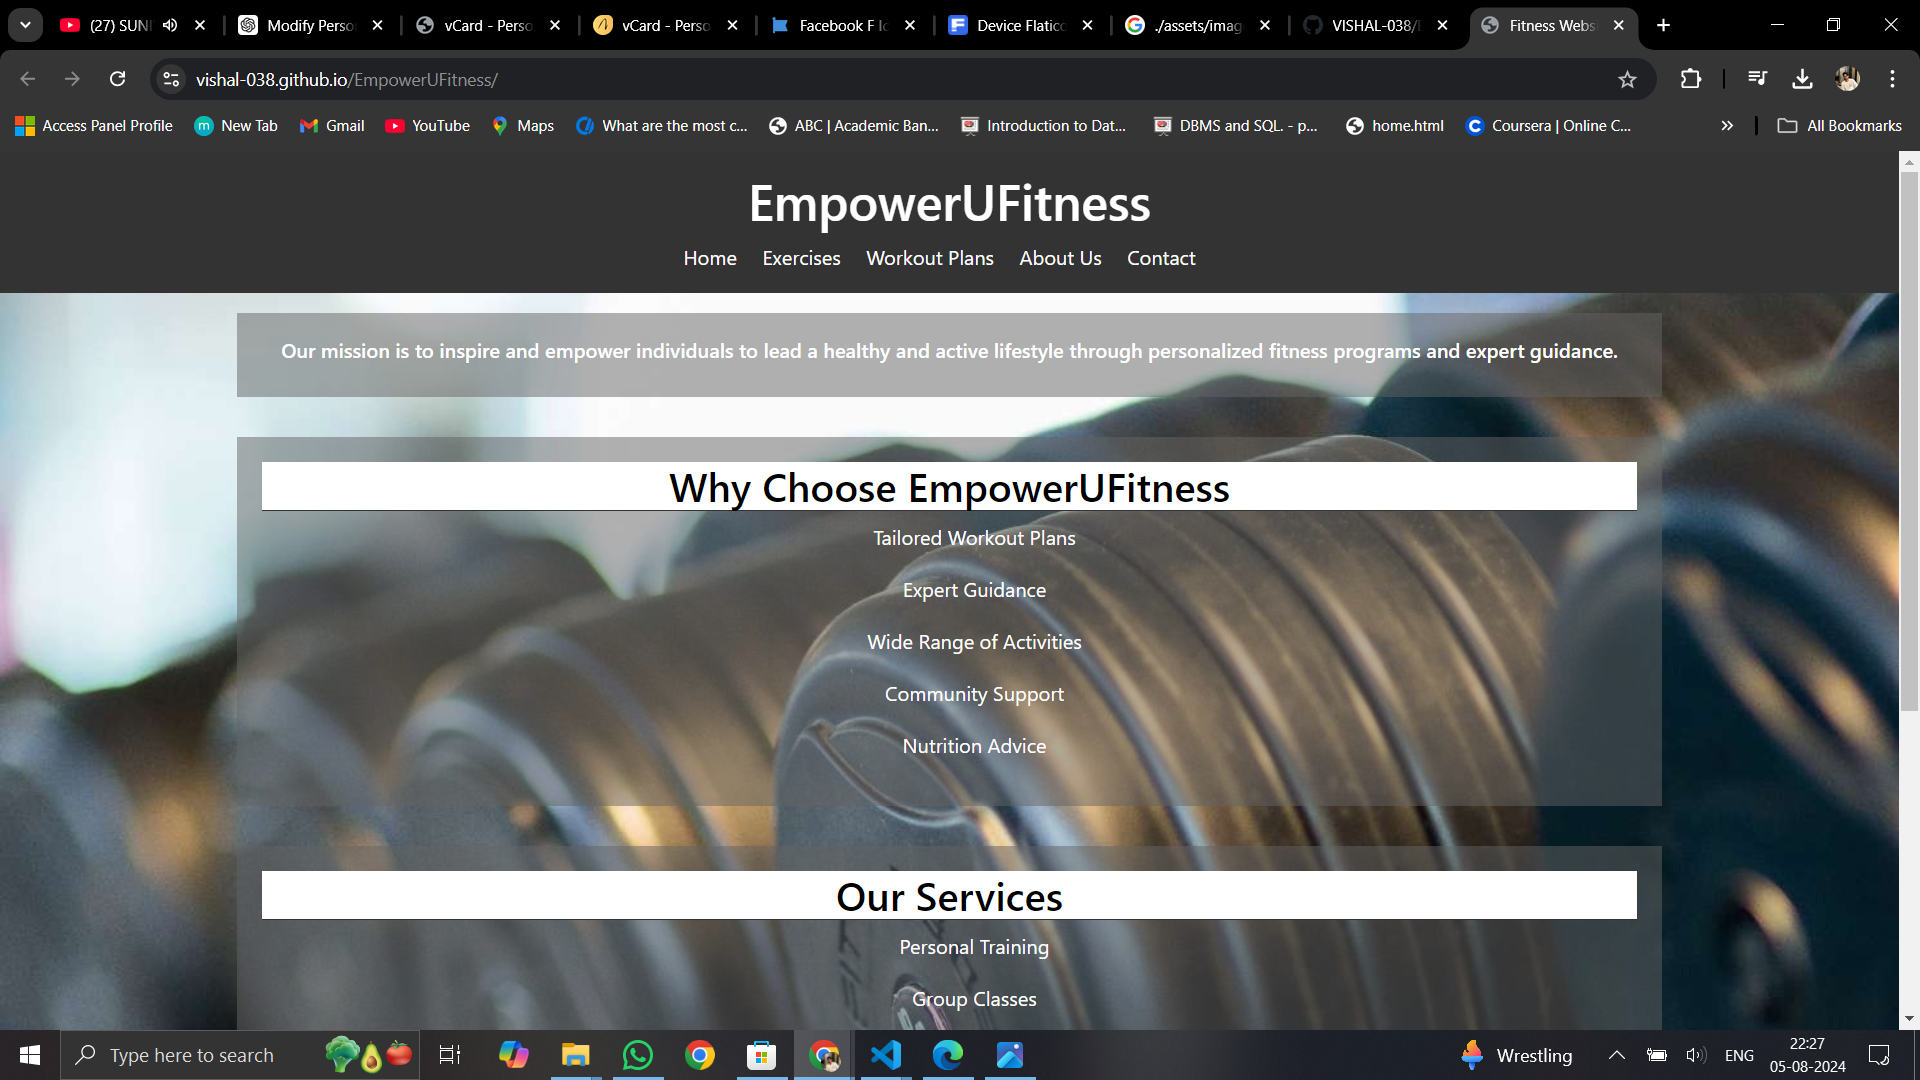 (27) SUNI
Modify Perso
vCard - Perso
vCard - Perso
Facebook F Ic
Device Flatico
./assets/imag
VISHAL-038/
Fitness Webs
vishal-038.github.io/EmpowerUFitness/
Access Panel Profile
New Tab
Gmail
YouTube
Maps
What are the most c...
ABC | Academic Ban...
Introduction to Dat...
DBMS and SQL. - p...
home.html
Coursera | Online C...
All Bookmarks
EmpowerUFitness
Home Exercises Workout Plans About Us Contact
Our mission is to inspire and empower individuals to lead a healthy and active lifestyle through personalized fitness programs and expert guidance.
Why Choose EmpowerUFitness
Tailored Workout Plans
Expert Guidance
Wide Range of Activities
Community Support
Nutrition Advice
Our Services
Personal Training
Group Classes
Type here to search
Wrestling
ENG
22:27
05-08-2024